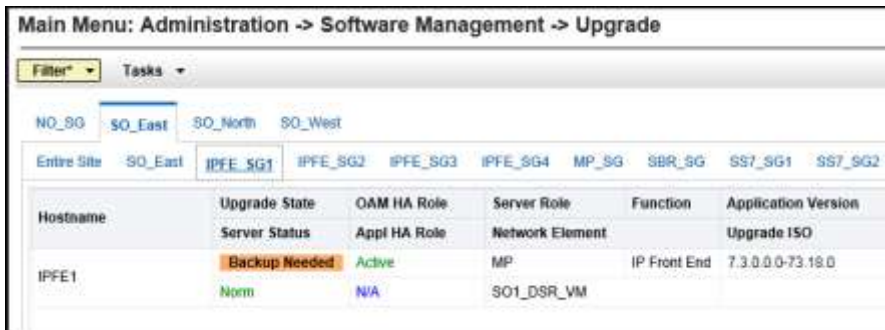 Main Menu: Administration -> Software Management -> Upgrade
Filter* Tasks
NO_SG SO_East SO_North SO_West
Entire Site SO_East IPFE_SG1 IPFE_SG2 IPFE_SG3 IPFE_SG4 MP_SG SBR_SG SS7_SG1 SS7_SG2
Hostname Upgrade State OAM HA Role Server Role Function Application Version
Server Status Appl HA Role Network Element Upgrade ISO
IPFE1 Backup Needed Active MP IP Front End 7.3.0.0.0-73.18.0
Norm N/A SO1_DSR_VM